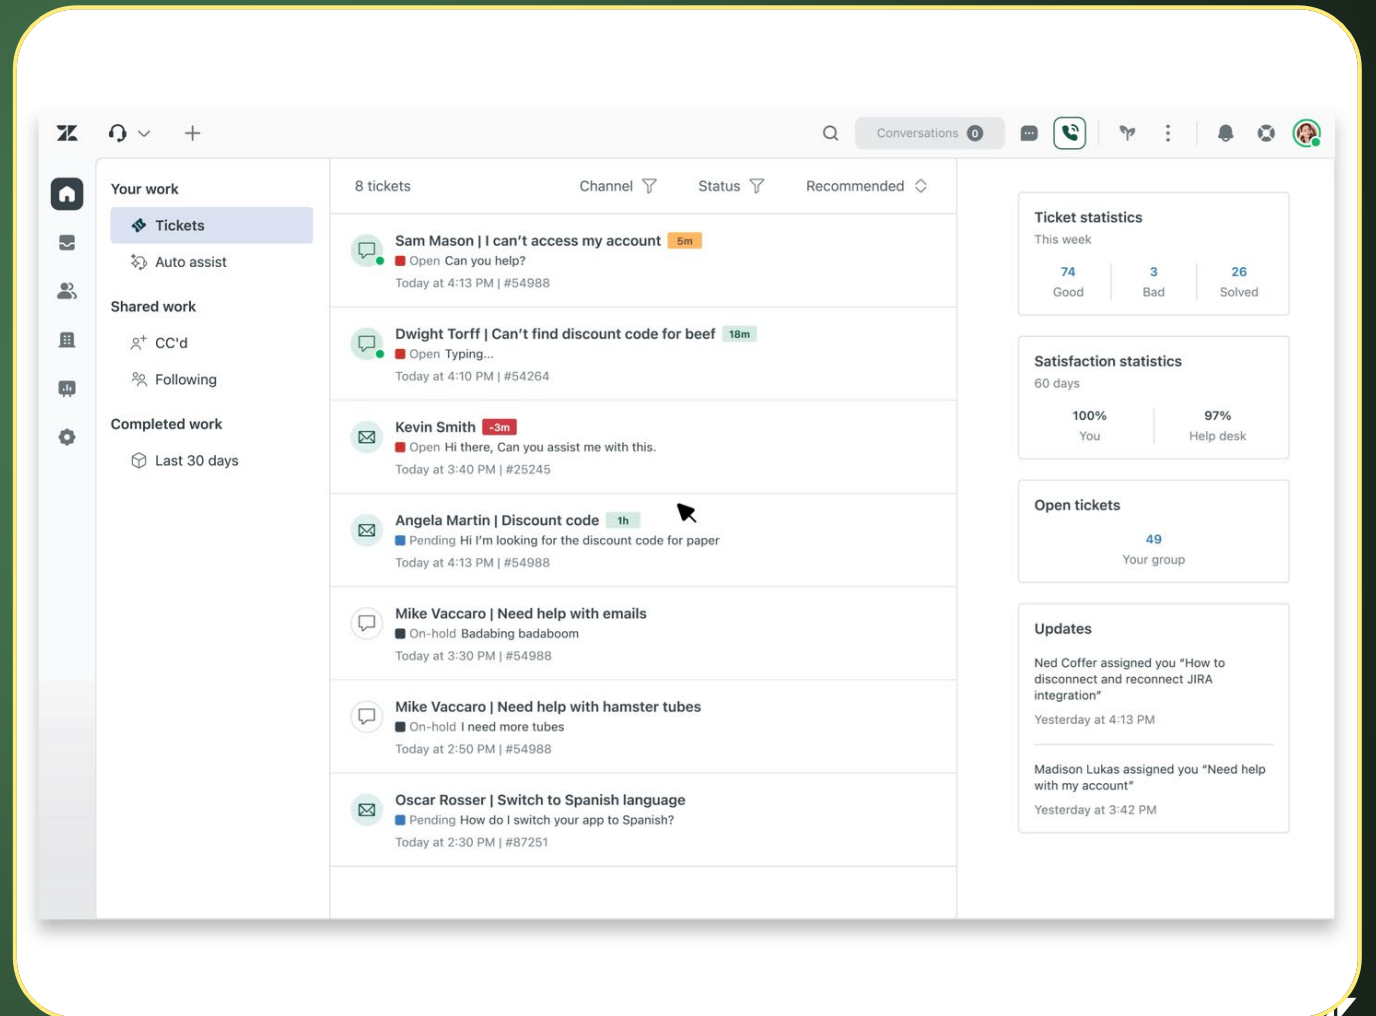 Conversations 0
Your work
Tickets
Auto assist
Shared work
CC'd
Following
Completed work
Last 30 days
8 tickets
Channel
Status
Recommended
Sam Mason | I can’t access my account 5m
Open Can you help?
Today at 4:13 PM | #54988
Dwight Torff | Can’t find discount code for beef 18m
Open Typing...
Today at 4:10 PM | #54264
Kevin Smith -3m
Open Hi there, Can you assist me with this.
Today at 3:40 PM | #25245
Angela Martin | Discount code 1h
Pending Hi I’m looking for the discount code for paper
Today at 4:13 PM | #54988
Mike Vaccaro | Need help with emails
On-hold Badabing badaboom
Today at 3:30 PM | #54988
Mike Vaccaro | Need help with hamster tubes
On-hold I need more tubes
Today at 2:50 PM | #54988
Oscar Rosser | Switch to Spanish language
Pending How do I switch your app to Spanish?
Today at 2:30 PM | #87251
Ticket statistics
This week
74 3 26
Good Bad Solved
Satisfaction statistics
60 days
100% 97%
You Help desk
Open tickets
49
Your group
Updates
Ned Coffer assigned you “How to
disconnect and reconnect JIRA
integration”
Yesterday at 4:13 PM
Madison Lukas assigned you “Need help
with my account”
Yesterday at 3:42 PM